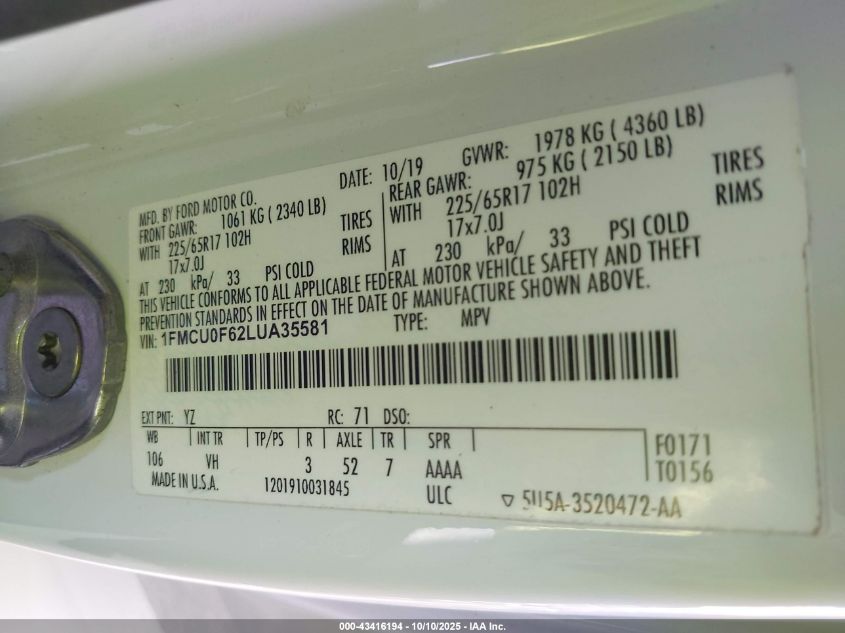 MFD. BY FORD MOTOR CO.
DATE: 10/19
GVWR: 1978 KG ( 4360 LB)
FRONT GAWR: 1061 KG ( 2340 LB)
REAR GAWR: 975 KG ( 2150 LB)
WITH 225/65R17 102H TIRES
WITH 225/65R17 102H TIRES
17x7.0J RIMS
17x7.0J RIMS
AT 230 kPa/ 33 PSI COLD
AT 230 kPa/ 33 PSI COLD
THIS VEHICLE CONFORMS TO ALL APPLICABLE FEDERAL MOTOR VEHICLE SAFETY AND THEFT
PREVENTION STANDARDS IN EFFECT ON THE DATE OF MANUFACTURE SHOWN ABOVE.
VIN: 1FMCU0F62LUA35581 TYPE: MPV
EXT PNT: YZ RC: 71 DSO:
WB INT TR TP/PS R AXLE TR SPR F0171
106 VH 3 52 7 AAAA T0156
MADE IN U.S.A. 1201910031845 ULC 5U5A-3520472-AA
000-43416194 - 10/10/2025 - IAA Inc.